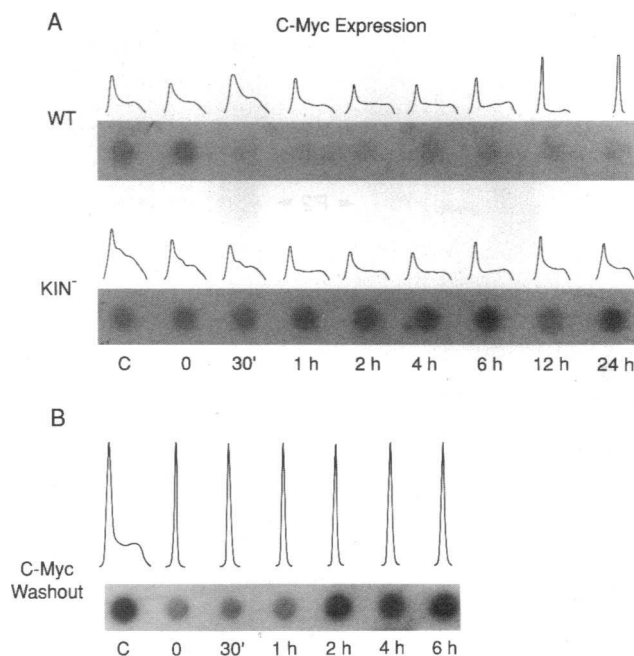 A
C-Myc Expression
WT
KIN-
C 0 30' 1 h 2 h 4 h 6 h 12 h 24 h
B
C-Myc
Washout
C 0 30' 1 h 2 h 4 h 6 h